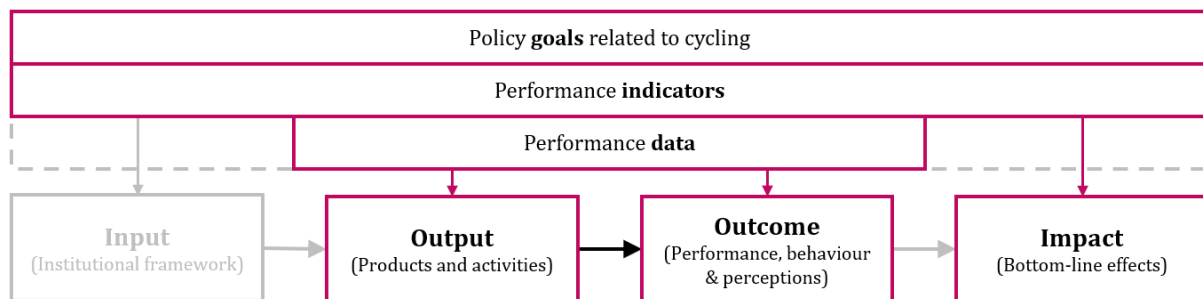 Policy goals related to cycling
Performance indicators
Performance data
Input
(Institutional framework)
Output
(Products and activities)
Outcome
(Performance, behaviour
& perceptions)
Impact
(Bottom-line effects)